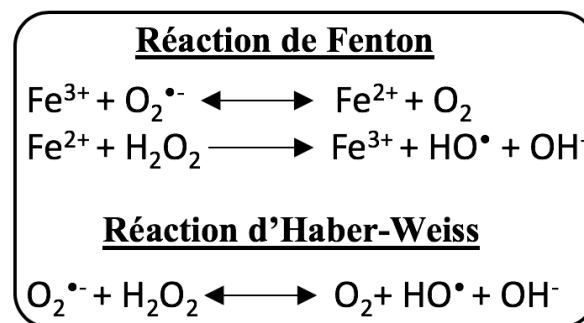 Réaction de Fenton
Fe³⁺ + O₂•⁻ ⟷ Fe²⁺ + O₂
Fe²⁺ + H₂O₂ ⟶ Fe³⁺ + HO• + OH⁻
Réaction d’Haber-Weiss
O₂•⁻ + H₂O₂ ⟷ O₂+ HO• + OH⁻